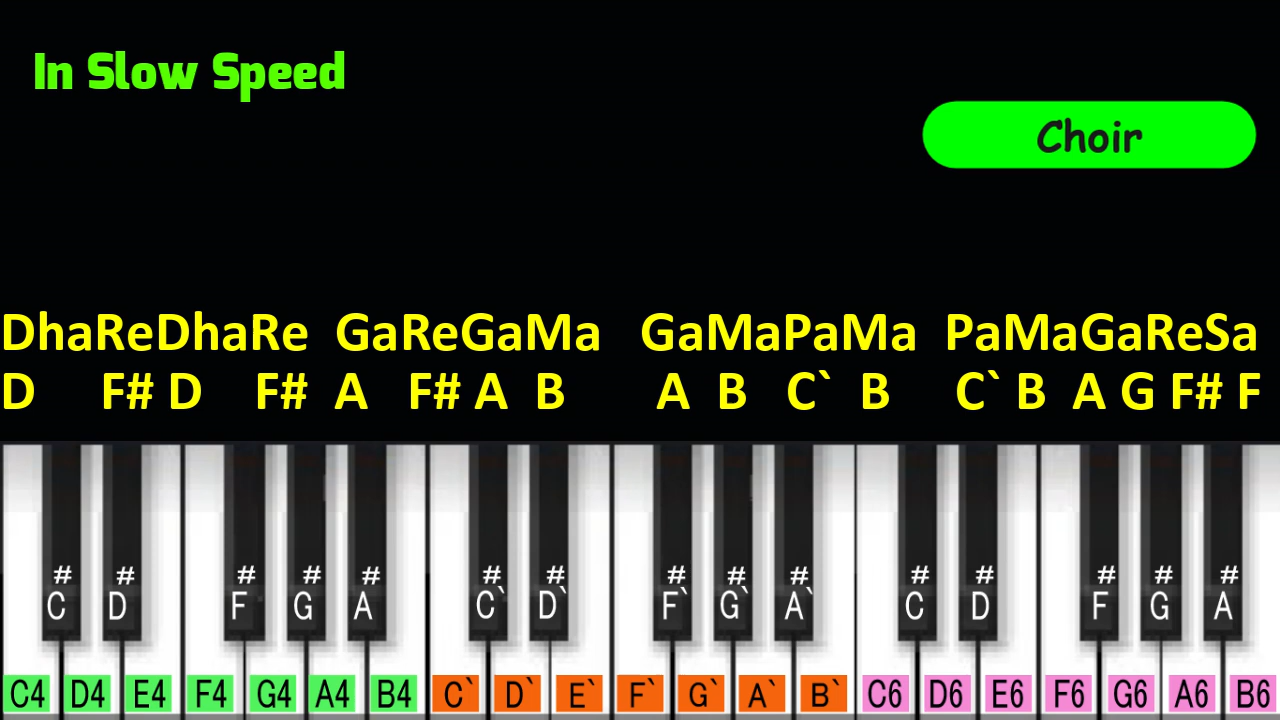 In Slow Speed
Choir
DhaReDhaRe GaReGaMa GaMaPaMa PaMaGaReSa
D F# D F# A F# A B A B C` B C` B A G F# F
# # # # # # # # # # # # # # #
C D F G A C` D` F` G` A` C D F G A
C4 D4 E4 F4 G4 A4 B4 C` D` E` F` G` A` B` C6 D6 E6 F6 G6 A6 B6